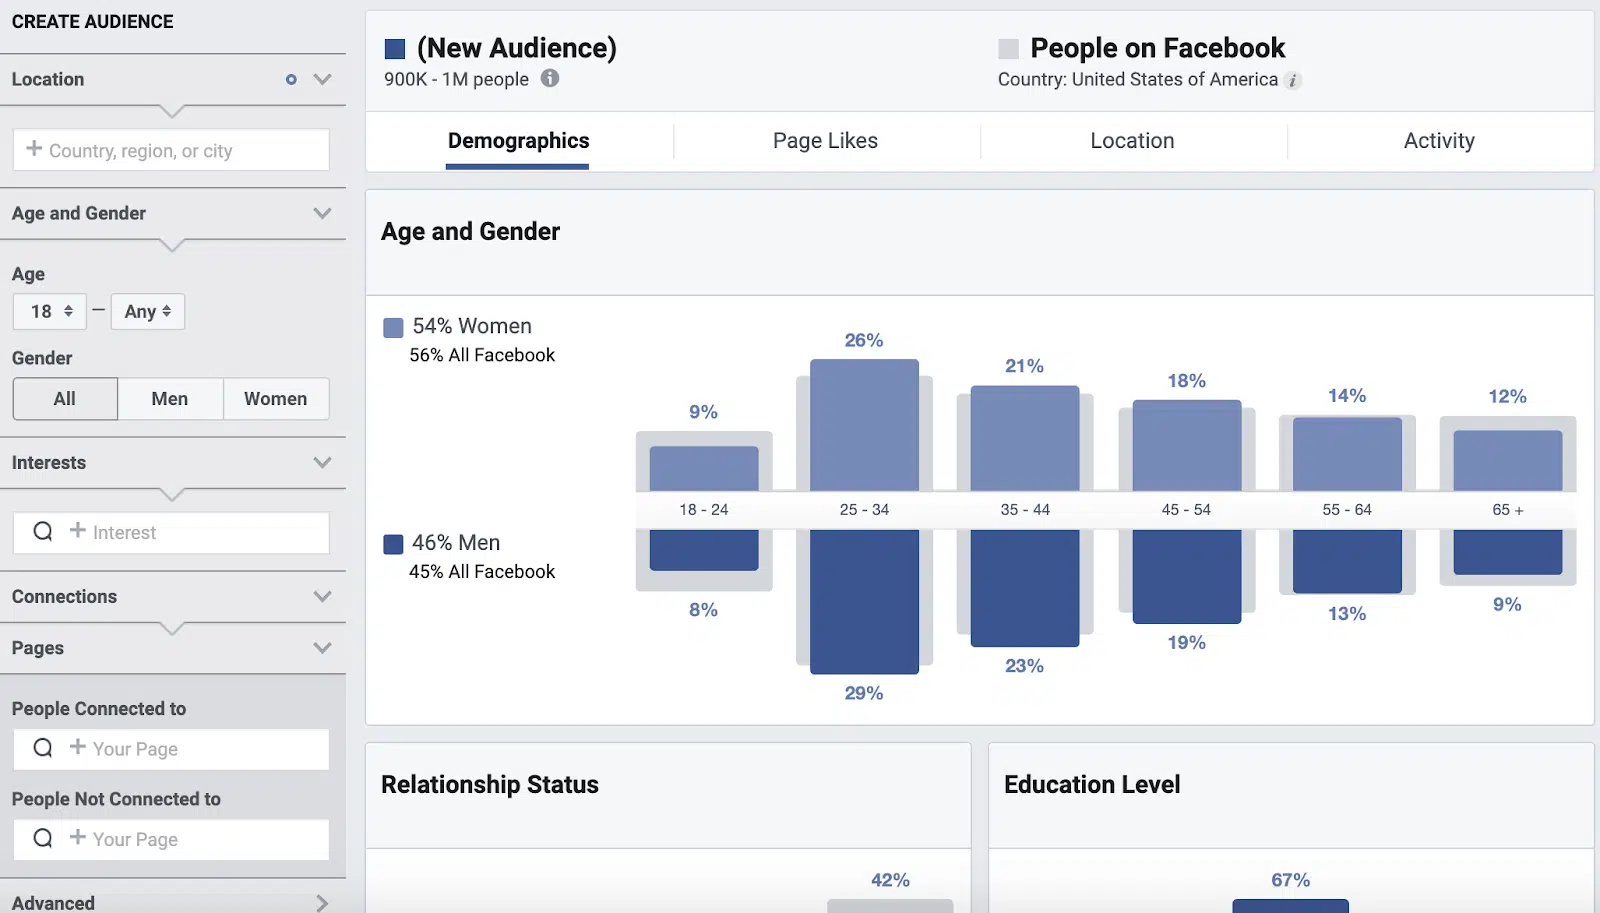 CREATE AUDIENCE
Location
+ Country, region, or city
Age and Gender
Age
18 – Any
Gender
All Men Women
Interests
+ Interest
Connections
Pages
People Connected to
+ Your Page
People Not Connected to
+ Your Page
Advanced
(New Audience)
900K - 1M people i
People on Facebook
Country: United States of America i
Demographics Page Likes Location Activity
Age and Gender
54% Women
56% All Facebook
9% 26% 21% 18% 14% 12%
18 - 24 25 - 34 35 - 44 45 - 54 55 - 64 65 +
46% Men
45% All Facebook
8% 29% 23% 19% 13% 9%
Relationship Status
42%
Education Level
67%